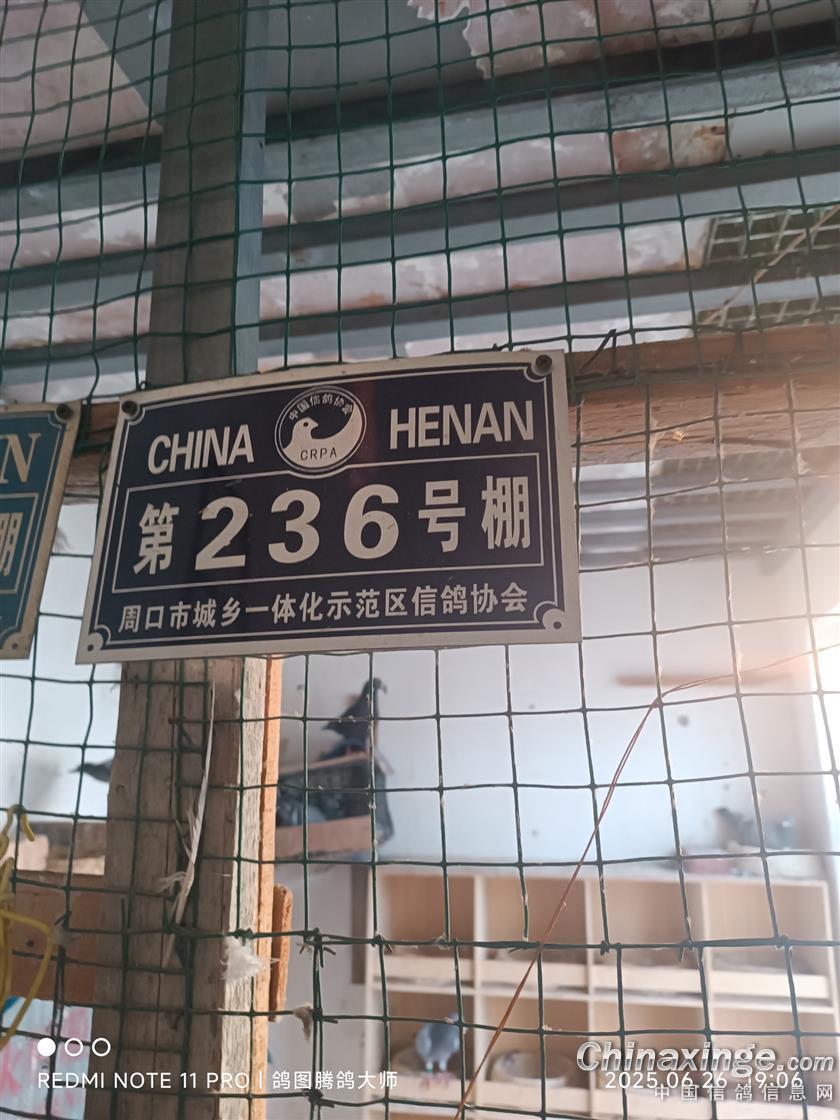 CHINA
中国信鸽协会
CRPA
HENAN
第236号棚
周口市城乡一体化示范区信鸽协会
N
棚
REDMI NOTE 11 PRO | 鸽图腾鸽大师
Chinaxinge.com
2025.06.26 19:06
中国信鸽信息网